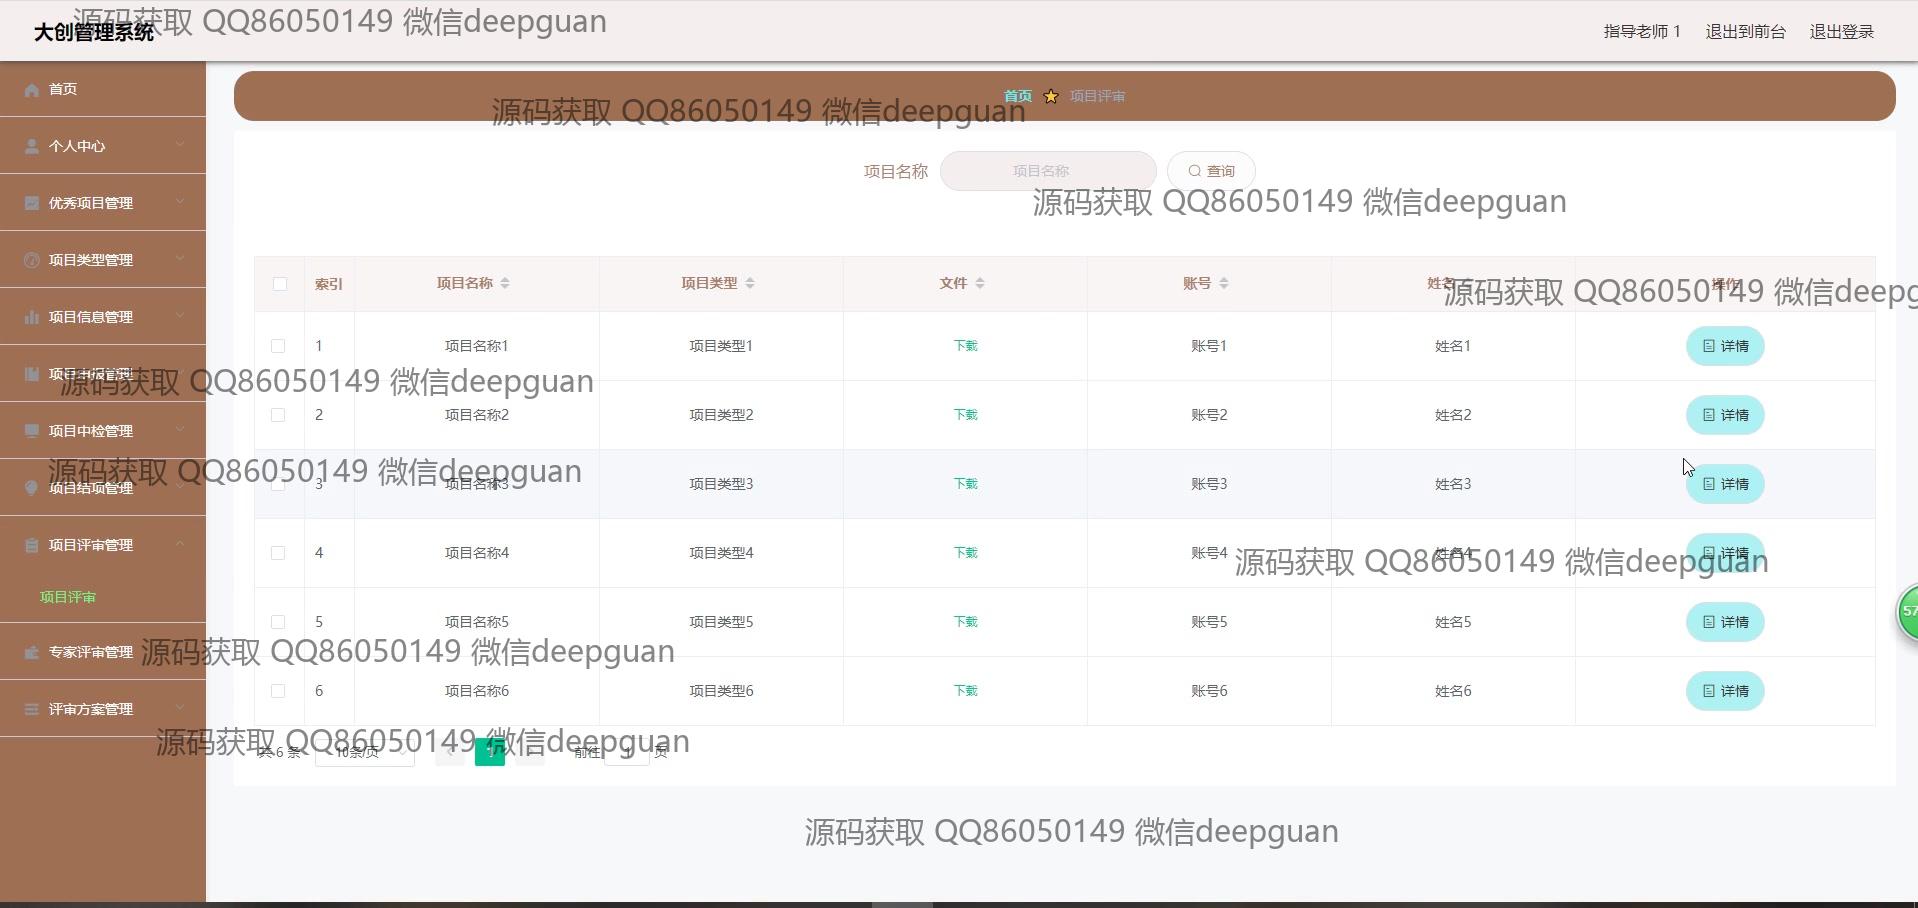 源码获取 QQ86050149 微信deepguan
大创管理系统
指导老师 1 退出到前台 退出登录
首页
首页 项目评审
源码获取 QQ86050149 微信deepguan
个人中心
项目名称 项目名称 查询
优秀项目管理
源码获取 QQ86050149 微信deepguan
项目类型管理
索引 项目名称 项目类型 文件 账号 姓名 操作
源码获取 QQ86050149 微信deepg
项目信息管理
1 项目名称1 项目类型1 下载 账号1 姓名1 详情
项目申报管理
源码获取 QQ86050149 微信deepguan
2 项目名称2 项目类型2 下载 账号2 姓名2 详情
项目中检管理
源码获取 QQ86050149 微信deepguan
3 项目名称3 项目类型3 下载 账号3 姓名3 详情
项目结项管理
项目评审管理
4 项目名称4 项目类型4 下载 账号4 姓名4 详情
源码获取 QQ86050149 微信deepguan
项目评审
57
5 项目名称5 项目类型5 下载 账号5 姓名5 详情
专家评审管理
源码获取 QQ86050149 微信deepguan
6 项目名称6 项目类型6 下载 账号6 姓名6 详情
评审方案管理
源码获取 QQ86050149 微信deepguan
共 6 条 10条/页 1 前往 1 页
源码获取 QQ86050149 微信deepguan